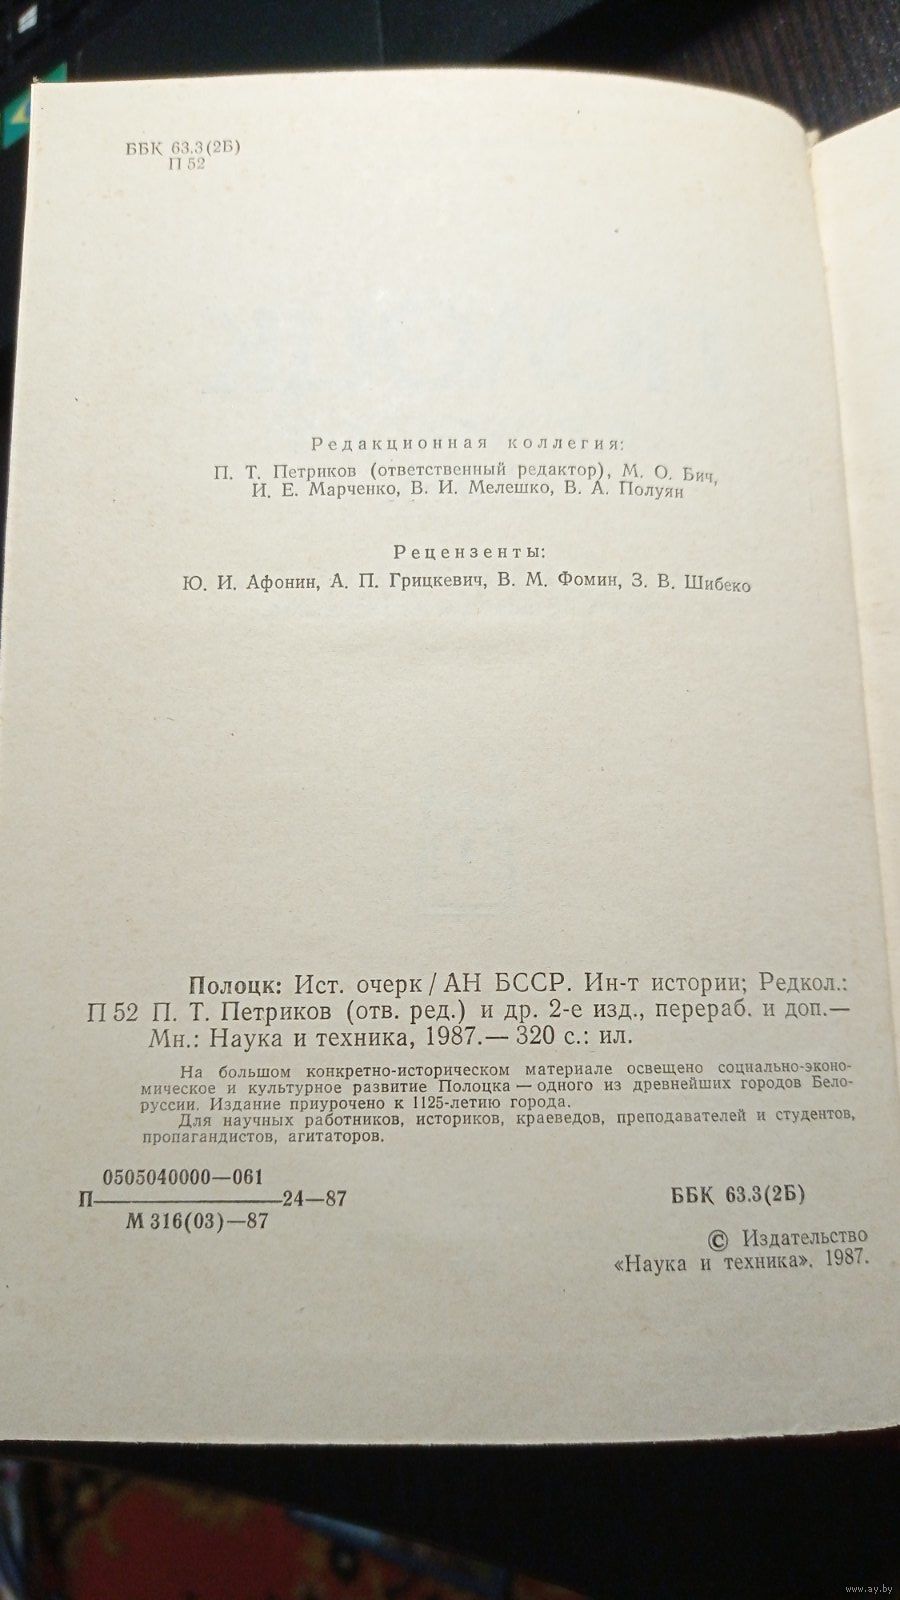 ББК 63.3(2Б)
П 52
Редакционная коллегия:
П. Т. Петриков (ответственный редактор), М. О. Бич,
И. Е. Марченко, В. И. Мелешко, В. А. Полуян
Рецензенты:
Ю. И. Афонин, А. П. Грицкевич, В. М. Фомин, З. В. Шибеко
Полоцк: Ист. очерк / АН БССР. Ин-т истории; Редкол.:
П 52 П. Т. Петриков (отв. ред.) и др. 2-е изд., перераб. и доп.—
Мн.: Наука и техника, 1987.— 320 с.: ил.
На большом конкретно-историческом материале освещено социально-эконо-
мическое и культурное развитие Полоцка — одного из древнейших городов Бело-
руссии. Издание приурочено к 1125-летию города.
Для научных работников, историков, краеведов, преподавателей и студентов,
пропагандистов, агитаторов.
0505040000—061
П————24—87
М 316(03)—87
ББК 63.3(2Б)
© Издательство
«Наука и техника». 1987.
www.ay.by